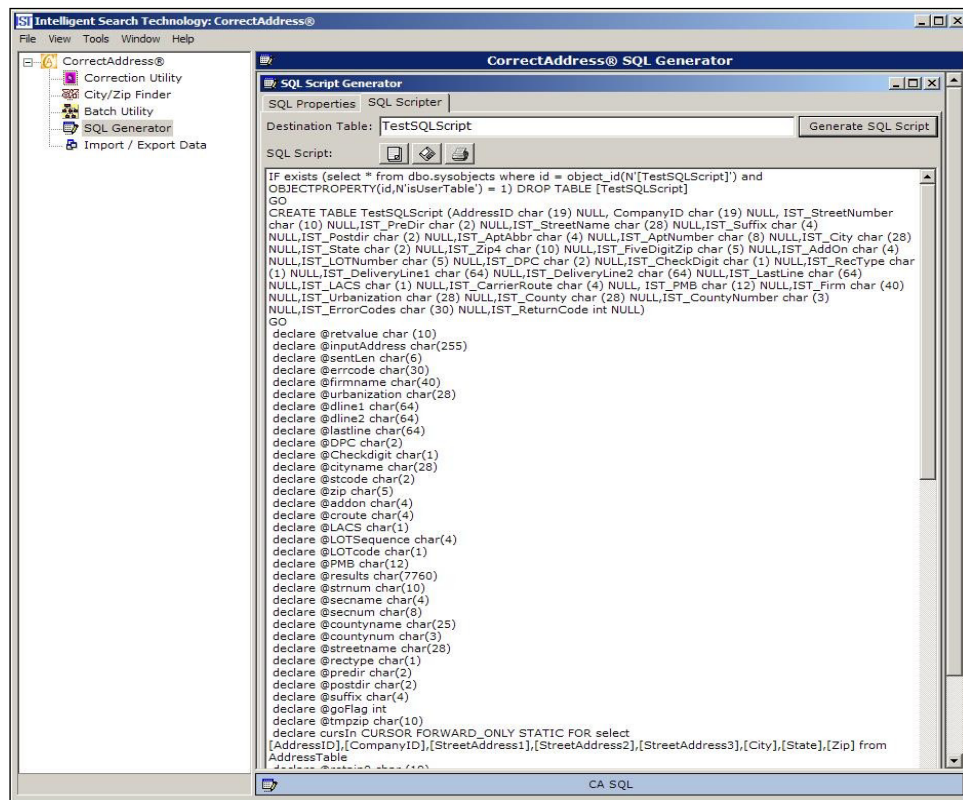 IST Intelligent Search Technology: CorrectAddress®
File View Tools Window Help
CorrectAddress®
Correction Utility
City/Zip Finder
Batch Utility
SQL Generator
Import / Export Data
CorrectAddress® SQL Generator
SQL Script Generator
SQL Properties SQL Scripter
Destination Table: TestSQLScript Generate SQL Script
SQL Script:
IF exists (select * from dbo.sysobjects where id = object_id(N'[TestSQLScript]') and
OBJECTPROPERTY(id,N'isUserTable') = 1) DROP TABLE [TestSQLScript]
GO
CREATE TABLE TestSQLScript (AddressID char (19) NULL, CompanyID char (19) NULL, IST_StreetNumber
char (10) NULL,IST_PreDir char (2) NULL,IST_StreetName char (28) NULL,IST_Suffix char (4)
NULL,IST_Postdir char (2) NULL,IST_AptAbbr char (4) NULL,IST_AptNumber char (8) NULL,IST_City char (28)
NULL,IST_State char (2) NULL,IST_Zip4 char (10) NULL,IST_FiveDigitZip char (5) NULL,IST_AddOn char (4)
NULL,IST_LOTNumber char (5) NULL,IST_DPC char (2) NULL,IST_CheckDigit char (1) NULL,IST_RecType char
(1) NULL,IST_DeliveryLine1 char (64) NULL,IST_DeliveryLine2 char (64) NULL,IST_LastLine char (64)
NULL,IST_LACS char (1) NULL,IST_CarrierRoute char (4) NULL, IST_PMB char (12) NULL,IST_Firm char (40)
NULL,IST_Urbanization char (28) NULL,IST_County char (28) NULL,IST_CountyNumber char (3)
NULL,IST_ErrorCodes char (30) NULL,IST_ReturnCode int NULL)
GO
declare @retvalue char (10)
declare @inputAddress char(255)
declare @sentLen char(6)
declare @errcode char(30)
declare @firmname char(40)
declare @urbanization char(28)
declare @dline1 char(64)
declare @dline2 char(64)
declare @lastline char(64)
declare @DPC char(2)
declare @Checkdigit char(1)
declare @cityname char(28)
declare @stcode char(2)
declare @zip char(5)
declare @addon char(4)
declare @croute char(4)
declare @LACS char(1)
declare @LOTSequence char(4)
declare @LOTcode char(1)
declare @PMB char(12)
declare @results char(7760)
declare @strnum char(10)
declare @secname char(4)
declare @secnum char(8)
declare @countyname char(25)
declare @countynum char(3)
declare @streetname char(28)
declare @rectype char(1)
declare @predir char(2)
declare @postdir char(2)
declare @suffix char(4)
declare @goFlag int
declare @tmpzip char(10)
declare cursIn CURSOR FORWARD_ONLY STATIC FOR select
[AddressID],[CompanyID],[StreetAddress1],[StreetAddress2],[StreetAddress3],[City],[State],[Zip] from
AddressTable
CA SQL